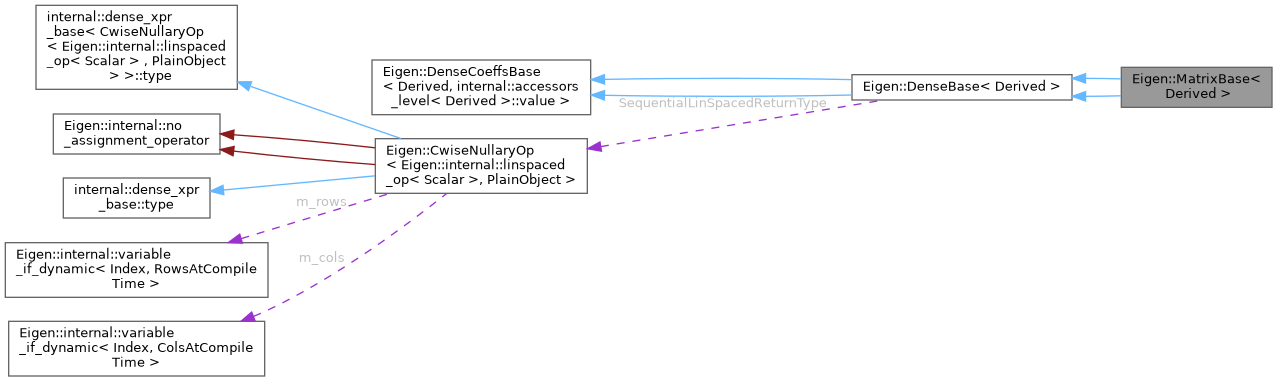 internal::dense_xpr
_base< CwiseNullaryOp
< Eigen::internal::linspaced
_op< Scalar > , PlainObject
> >::type
Eigen::internal::no
_assignment_operator
internal::dense_xpr
_base::type
Eigen::internal::variable
_if_dynamic< Index, RowsAtCompile
Time >
Eigen::internal::variable
_if_dynamic< Index, ColsAtCompile
Time >
m_rows
m_cols
Eigen::DenseCoeffsBase
< Derived, internal::accessors
_level< Derived >::value >
Eigen::CwiseNullaryOp
< Eigen::internal::linspaced
_op< Scalar >, PlainObject >
SequentialLinSpacedReturnType
Eigen::DenseBase< Derived >
Eigen::MatrixBase<
Derived >